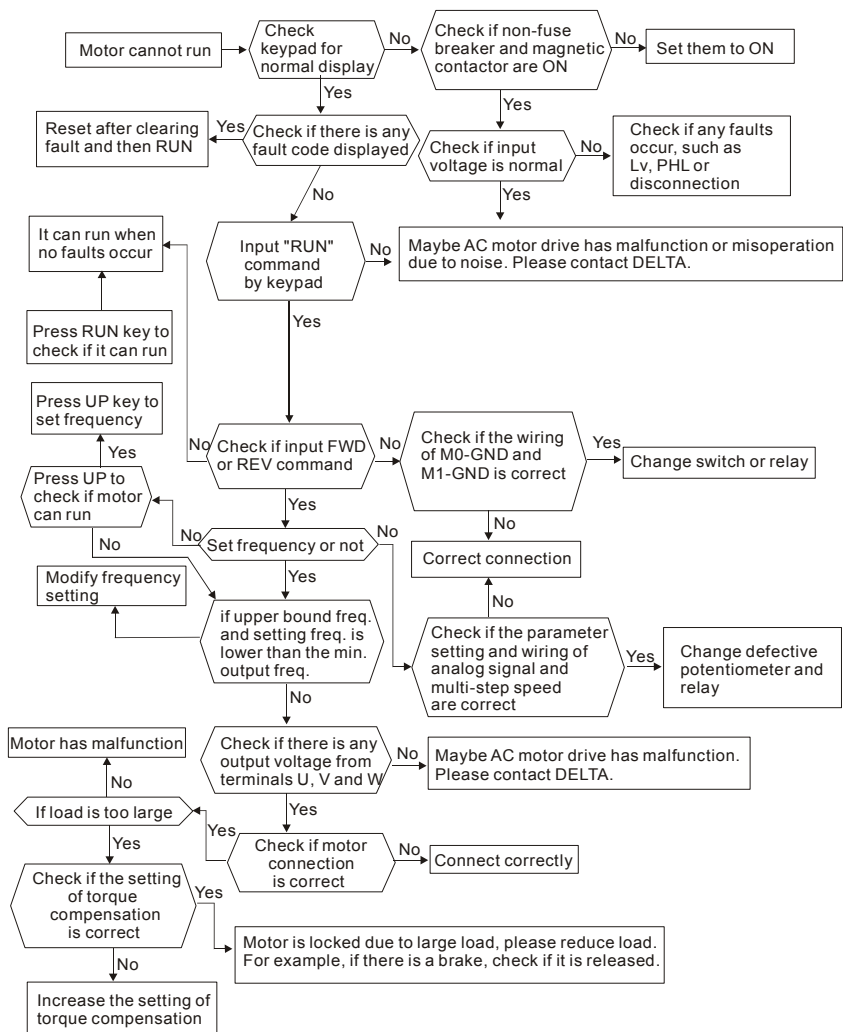 Motor cannot run
Check
keypad for
normal display
No
Check if non-fuse
breaker and magnetic
contactor are ON
No
Set them to ON
Yes
Yes
Reset after clearing
fault and then RUN
Yes
Check if there is any
fault code displayed
Check if input
voltage is normal
No
Check if any faults
occur, such as
Lv, PHL or
disconnection
No
Yes
It can run when
no faults occur
Input "RUN"
command
by keypad
No
Maybe AC motor drive has malfunction or misoperation
due to noise. Please contact DELTA.
Yes
Press RUN key to
check if it can run
Press UP key to
set frequency
No
Check if input FWD
or REV command
No
Check if the wiring
of M0-GND and
M1-GND is correct
Yes
Change switch or relay
Yes
Press UP to
check if motor
can run
Yes
No
No
Set frequency or not
No
No
Correct connection
Yes
No
Modify frequency
setting
if upper bound freq.
and setting freq. is
lower than the min.
output freq.
Check if the parameter
setting and wiring of
analog signal and
multi-step speed
are correct
Yes
Change defective
potentiometer and
relay
No
Motor has malfunction
Check if there is any
output voltage from
terminals U, V and W
No
Maybe AC motor drive has malfunction.
Please contact DELTA.
No
Yes
If load is too large
Yes
Check if motor
connection
is correct
No
Connect correctly
Yes
Check if the setting
of torque
compensation
is correct
Yes
Motor is locked due to large load, please reduce load.
For example, if there is a brake, check if it is released.
No
Increase the setting of
torque compensation